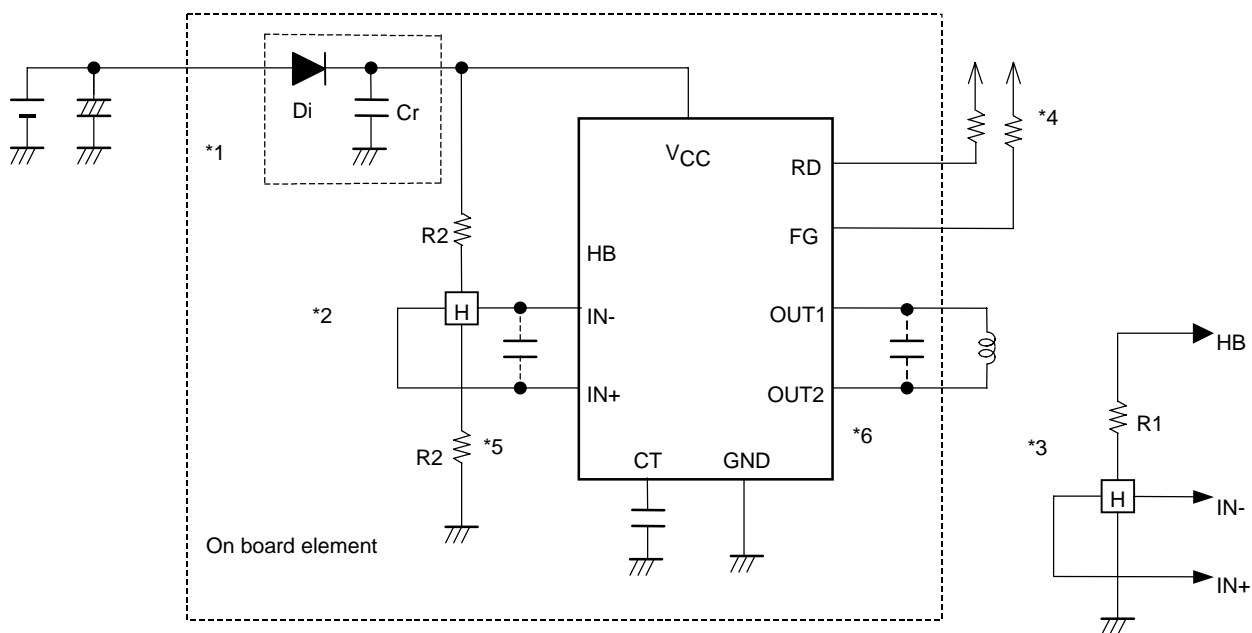 Di
Cr
*1
*4
VCC
RD
R2
FG
HB
*2
H
IN-
OUT1
HB
IN+
OUT2
R1
*6
*3
R2
*5
CT
GND
H
IN-
On board element
IN+